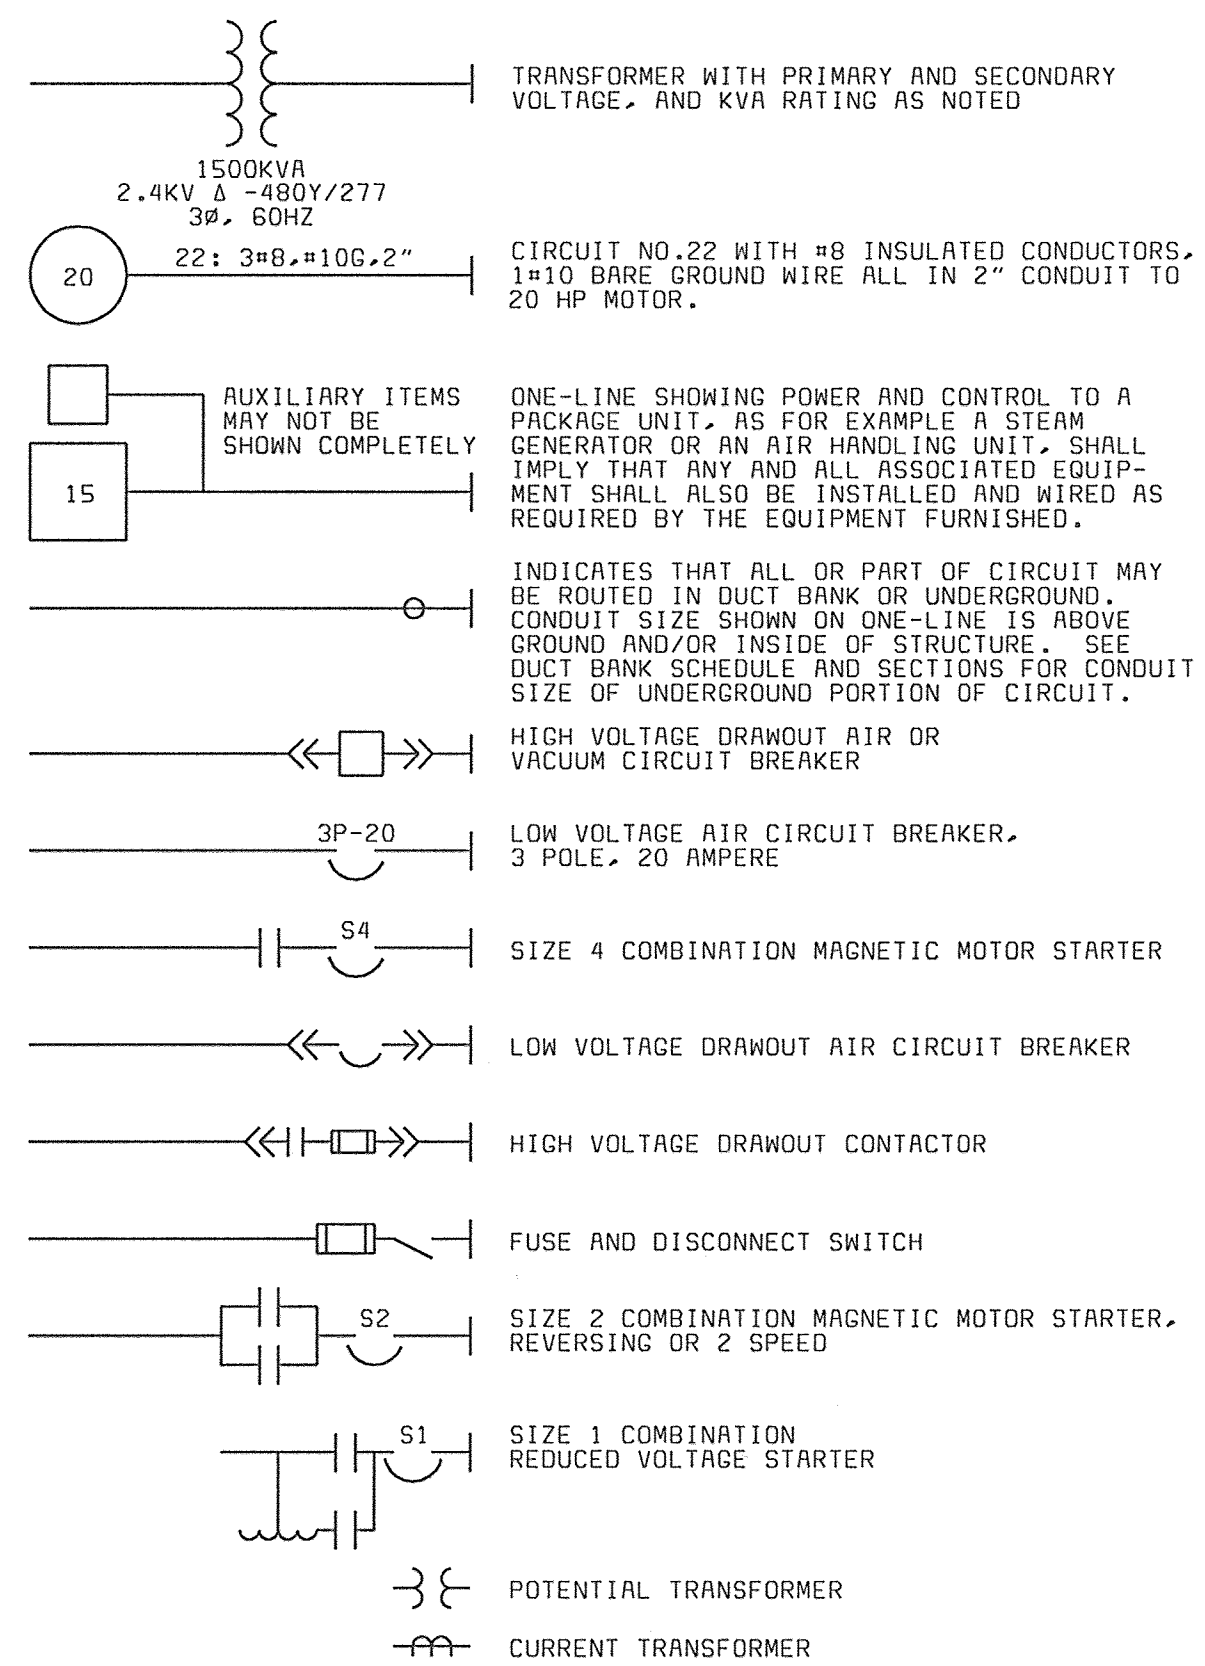 TRANSFORMER WITH PRIMARY AND SECONDARY
VOLTAGE, AND KVA RATING AS NOTED
1500KVA
2.4KV Δ -480Y/277
3Ø, 60HZ
20
22: 3¤8,¤10G,2"
CIRCUIT NO.22 WITH ¤8 INSULATED CONDUCTORS,
1¤10 BARE GROUND WIRE ALL IN 2" CONDUIT TO
20 HP MOTOR.
15
AUXILIARY ITEMS
MAY NOT BE
SHOWN COMPLETELY
ONE-LINE SHOWING POWER AND CONTROL TO A
PACKAGE UNIT, AS FOR EXAMPLE A STEAM
GENERATOR OR AN AIR HANDLING UNIT, SHALL
IMPLY THAT ANY AND ALL ASSOCIATED EQUIP-
MENT SHALL ALSO BE INSTALLED AND WIRED AS
REQUIRED BY THE EQUIPMENT FURNISHED.
INDICATES THAT ALL OR PART OF CIRCUIT MAY
BE ROUTED IN DUCT BANK OR UNDERGROUND.
CONDUIT SIZE SHOWN ON ONE-LINE IS ABOVE
GROUND AND/OR INSIDE OF STRUCTURE. SEE
DUCT BANK SCHEDULE AND SECTIONS FOR CONDUIT
SIZE OF UNDERGROUND PORTION OF CIRCUIT.
HIGH VOLTAGE DRAWOUT AIR OR
VACUUM CIRCUIT BREAKER
3P-20
LOW VOLTAGE AIR CIRCUIT BREAKER,
3 POLE, 20 AMPERE
S4
SIZE 4 COMBINATION MAGNETIC MOTOR STARTER
LOW VOLTAGE DRAWOUT AIR CIRCUIT BREAKER
HIGH VOLTAGE DRAWOUT CONTACTOR
FUSE AND DISCONNECT SWITCH
S2
SIZE 2 COMBINATION MAGNETIC MOTOR STARTER,
REVERSING OR 2 SPEED
S1
SIZE 1 COMBINATION
REDUCED VOLTAGE STARTER
POTENTIAL TRANSFORMER
CURRENT TRANSFORMER